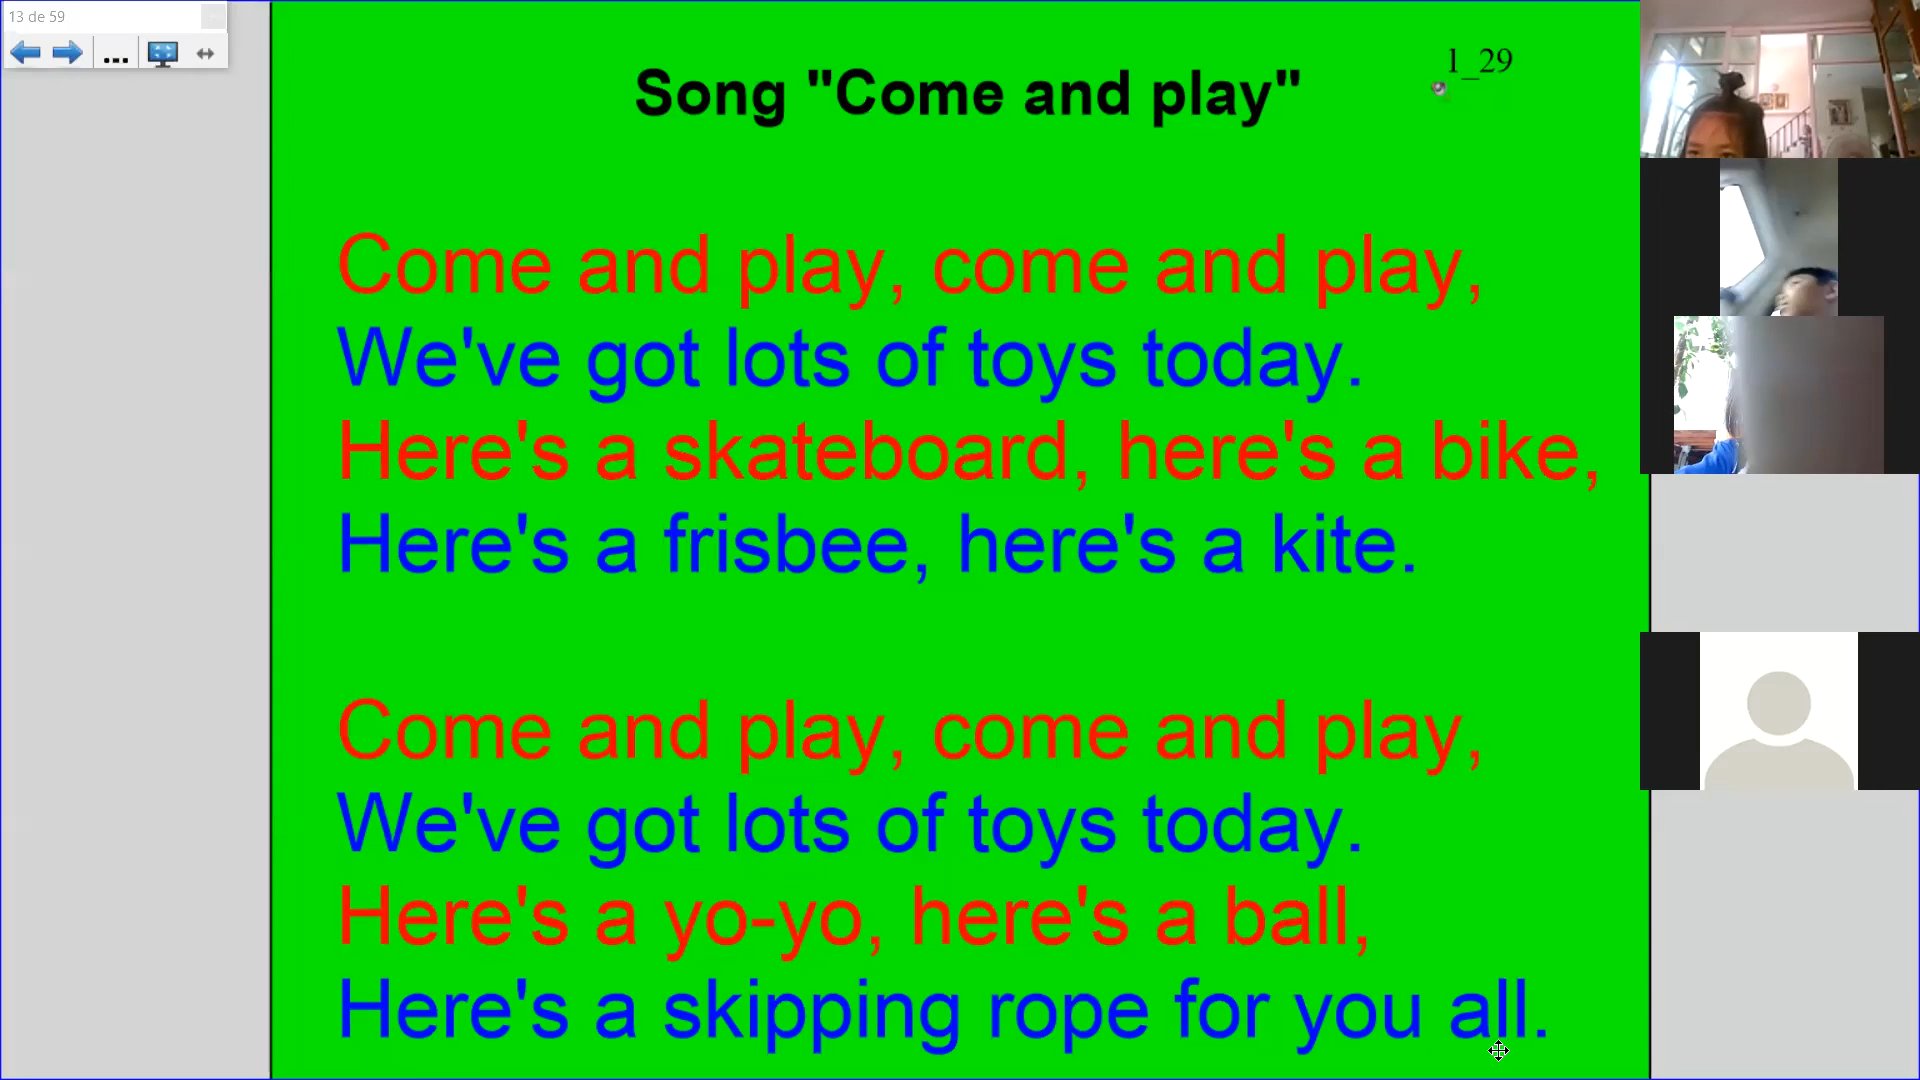 13 de 59
...
1_29
Song "Come and play"
Come and play, come and play,
We've got lots of toys today.
Here's a skateboard, here's a bike,
Here's a frisbee, here's a kite.
Come and play, come and play,
We've got lots of toys today.
Here's a yo-yo, here's a ball,
Here's a skipping rope for you all.